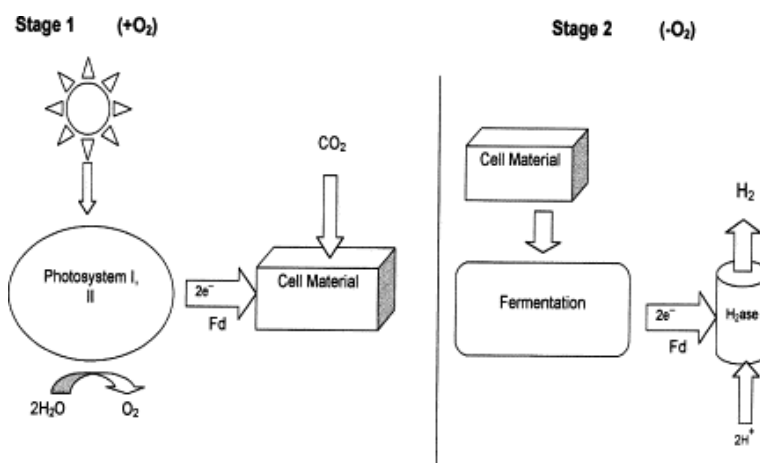 Stage 1 (+O₂)
CO₂
Photosystem I,
II
2e⁻
Fd
Cell Material
2H₂O O₂
Stage 2 (-O₂)
Cell Material
Fermentation
2e⁻
Fd
H₂
H₂ase
2H⁺